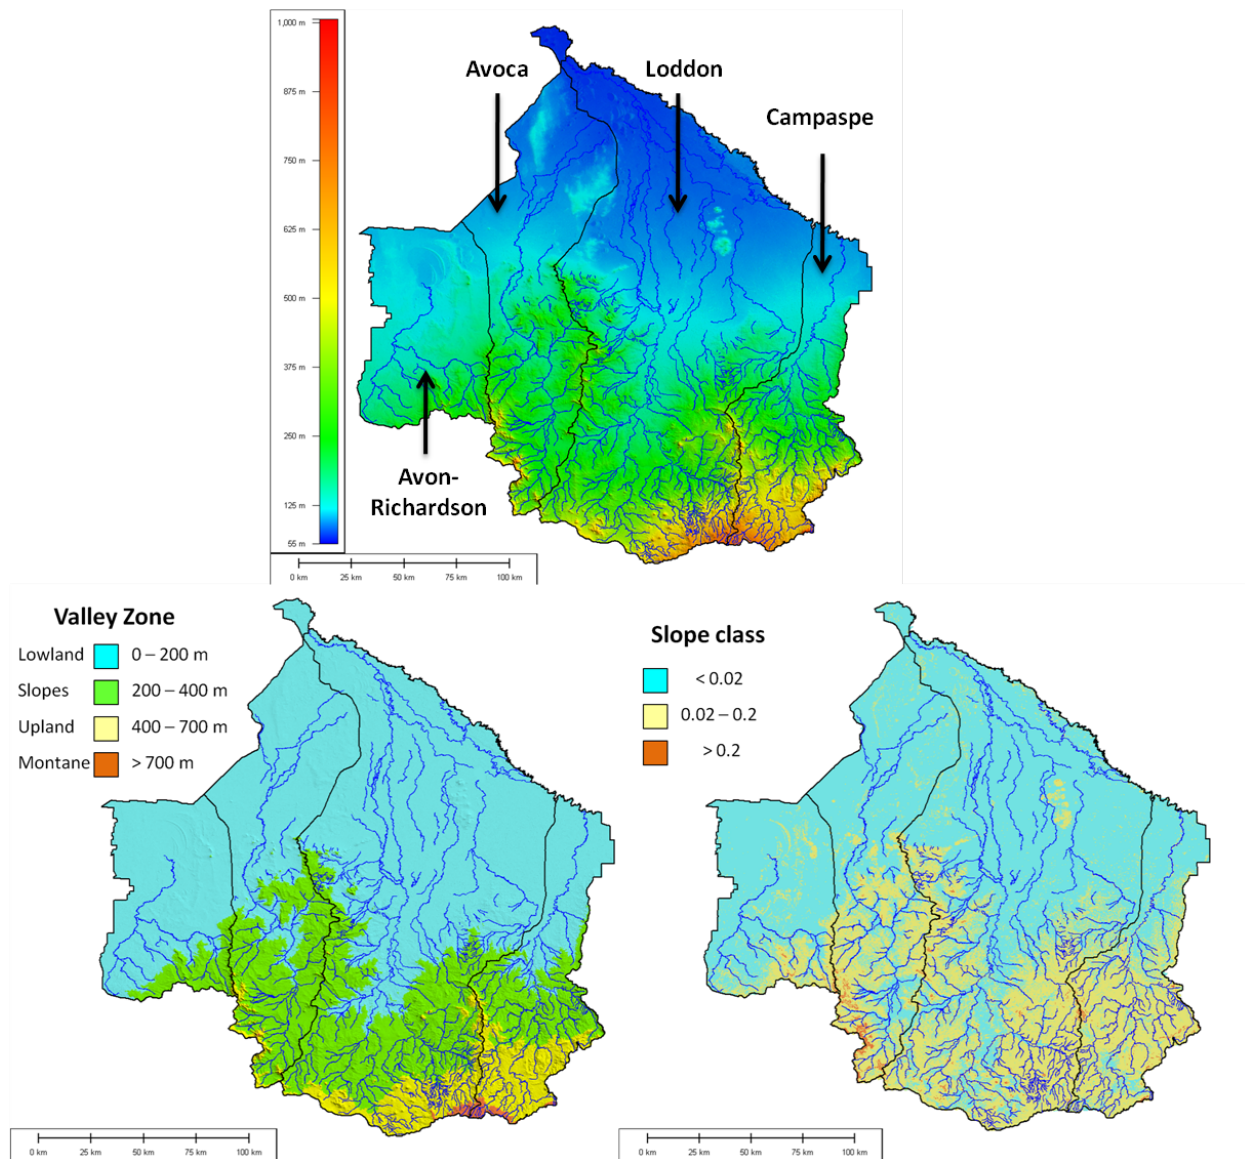 1,000 m
875 m
750 m
625 m
500 m
375 m
250 m
125 m
55 m
Avoca
Loddon
Campaspe
Avon-
Richardson
0 km 25 km 50 km 75 km 100 km
Valley Zone
Lowland 0 – 200 m
Slopes 200 – 400 m
Upland 400 – 700 m
Montane > 700 m
0 km 25 km 50 km 75 km 100 km
Slope class
< 0.02
0.02 – 0.2
> 0.2
0 km 25 km 50 km 75 km 100 km